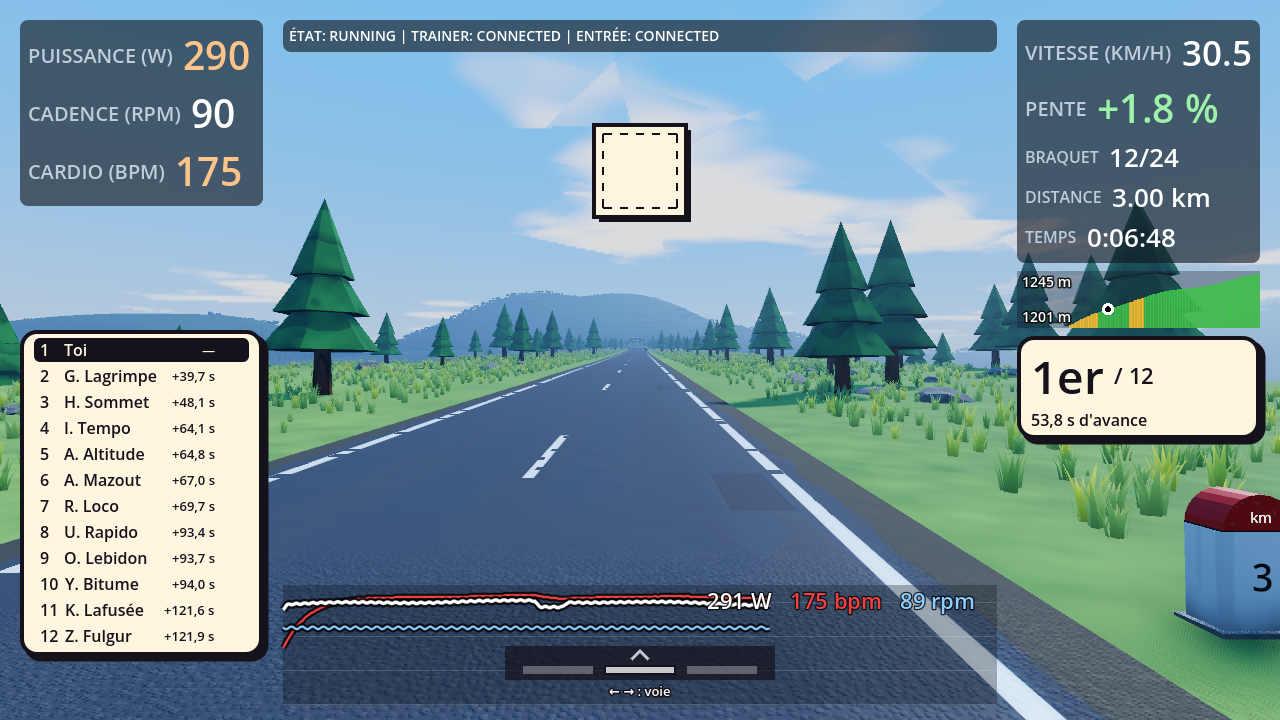 PUISSANCE (W) 290
CADENCE (RPM) 90
CARDIO (BPM) 175
ÉTAT: RUNNING | TRAINER: CONNECTED | ENTRÉE: CONNECTED
VITESSE (KM/H) 30.5
PENTE +1.8 %
BRAQUET 12/24
DISTANCE 3.00 km
TEMPS 0:06:48
1245 m
1201 m
1er / 12
53,8 s d'avance
1 Toi —
2 G. Lagrimpe +39,7 s
3 H. Sommet +48,1 s
4 I. Tempo +64,1 s
5 A. Altitude +64,8 s
6 A. Mazout +67,0 s
7 R. Loco +69,7 s
8 U. Rapido +93,4 s
9 O. Lebidon +93,7 s
10 Y. Bitume +94,0 s
11 K. Lafusée +121,6 s
12 Z. Fulgur +121,9 s
km
3
291 W 175 bpm 89 rpm
← → : voie